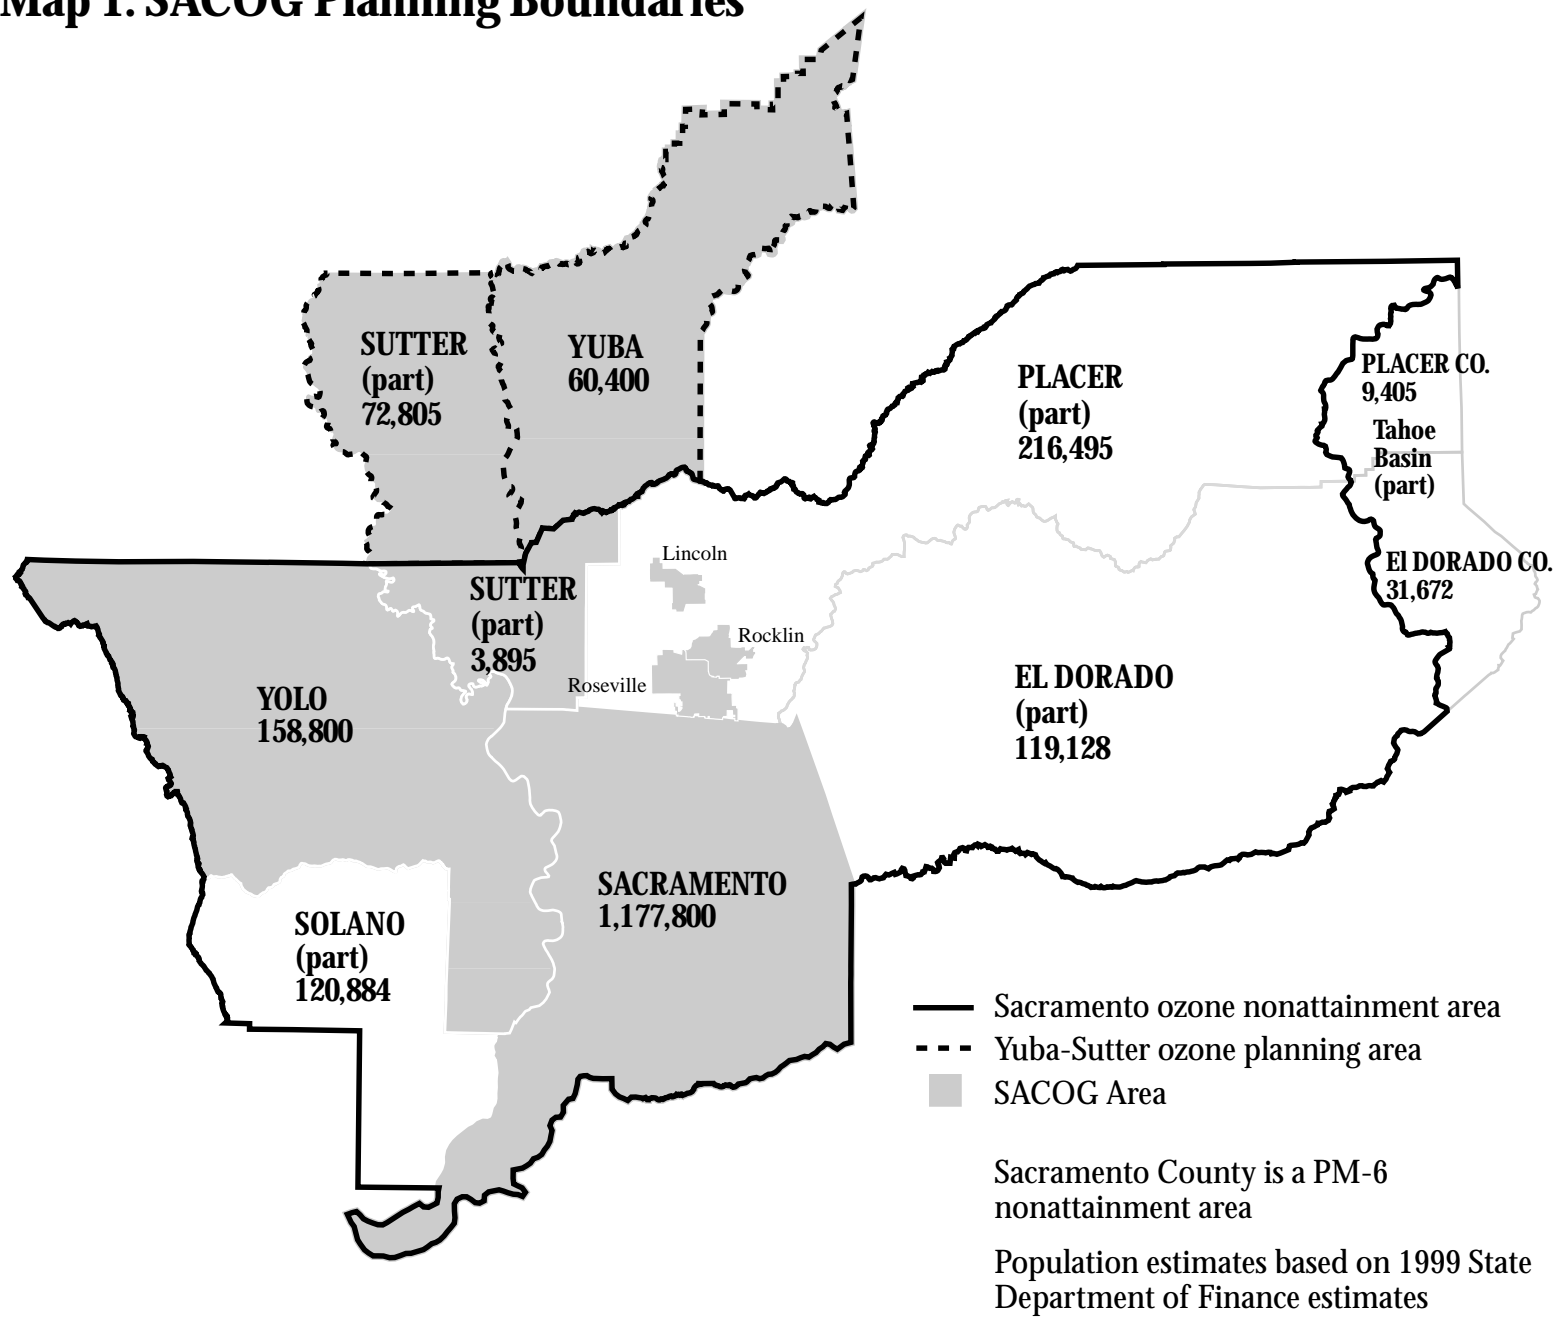 Map 1: SACOG Planning Boundaries
SUTTER
(part)
72,805
YUBA
60,400
PLACER
(part)
216,495
PLACER CO.
9,405
Tahoe
Basin
(part)
El DORADO CO.
31,672
Lincoln
SUTTER
(part)
3,895
Rocklin
Roseville
YOLO
158,800
EL DORADO
(part)
119,128
SACRAMENTO
1,177,800
SOLANO
(part)
120,884
Sacramento ozone nonattainment area
Yuba-Sutter ozone planning area
SACOG Area
Sacramento County is a PM-6
nonattainment area
Population estimates based on 1999 State
Department of Finance estimates